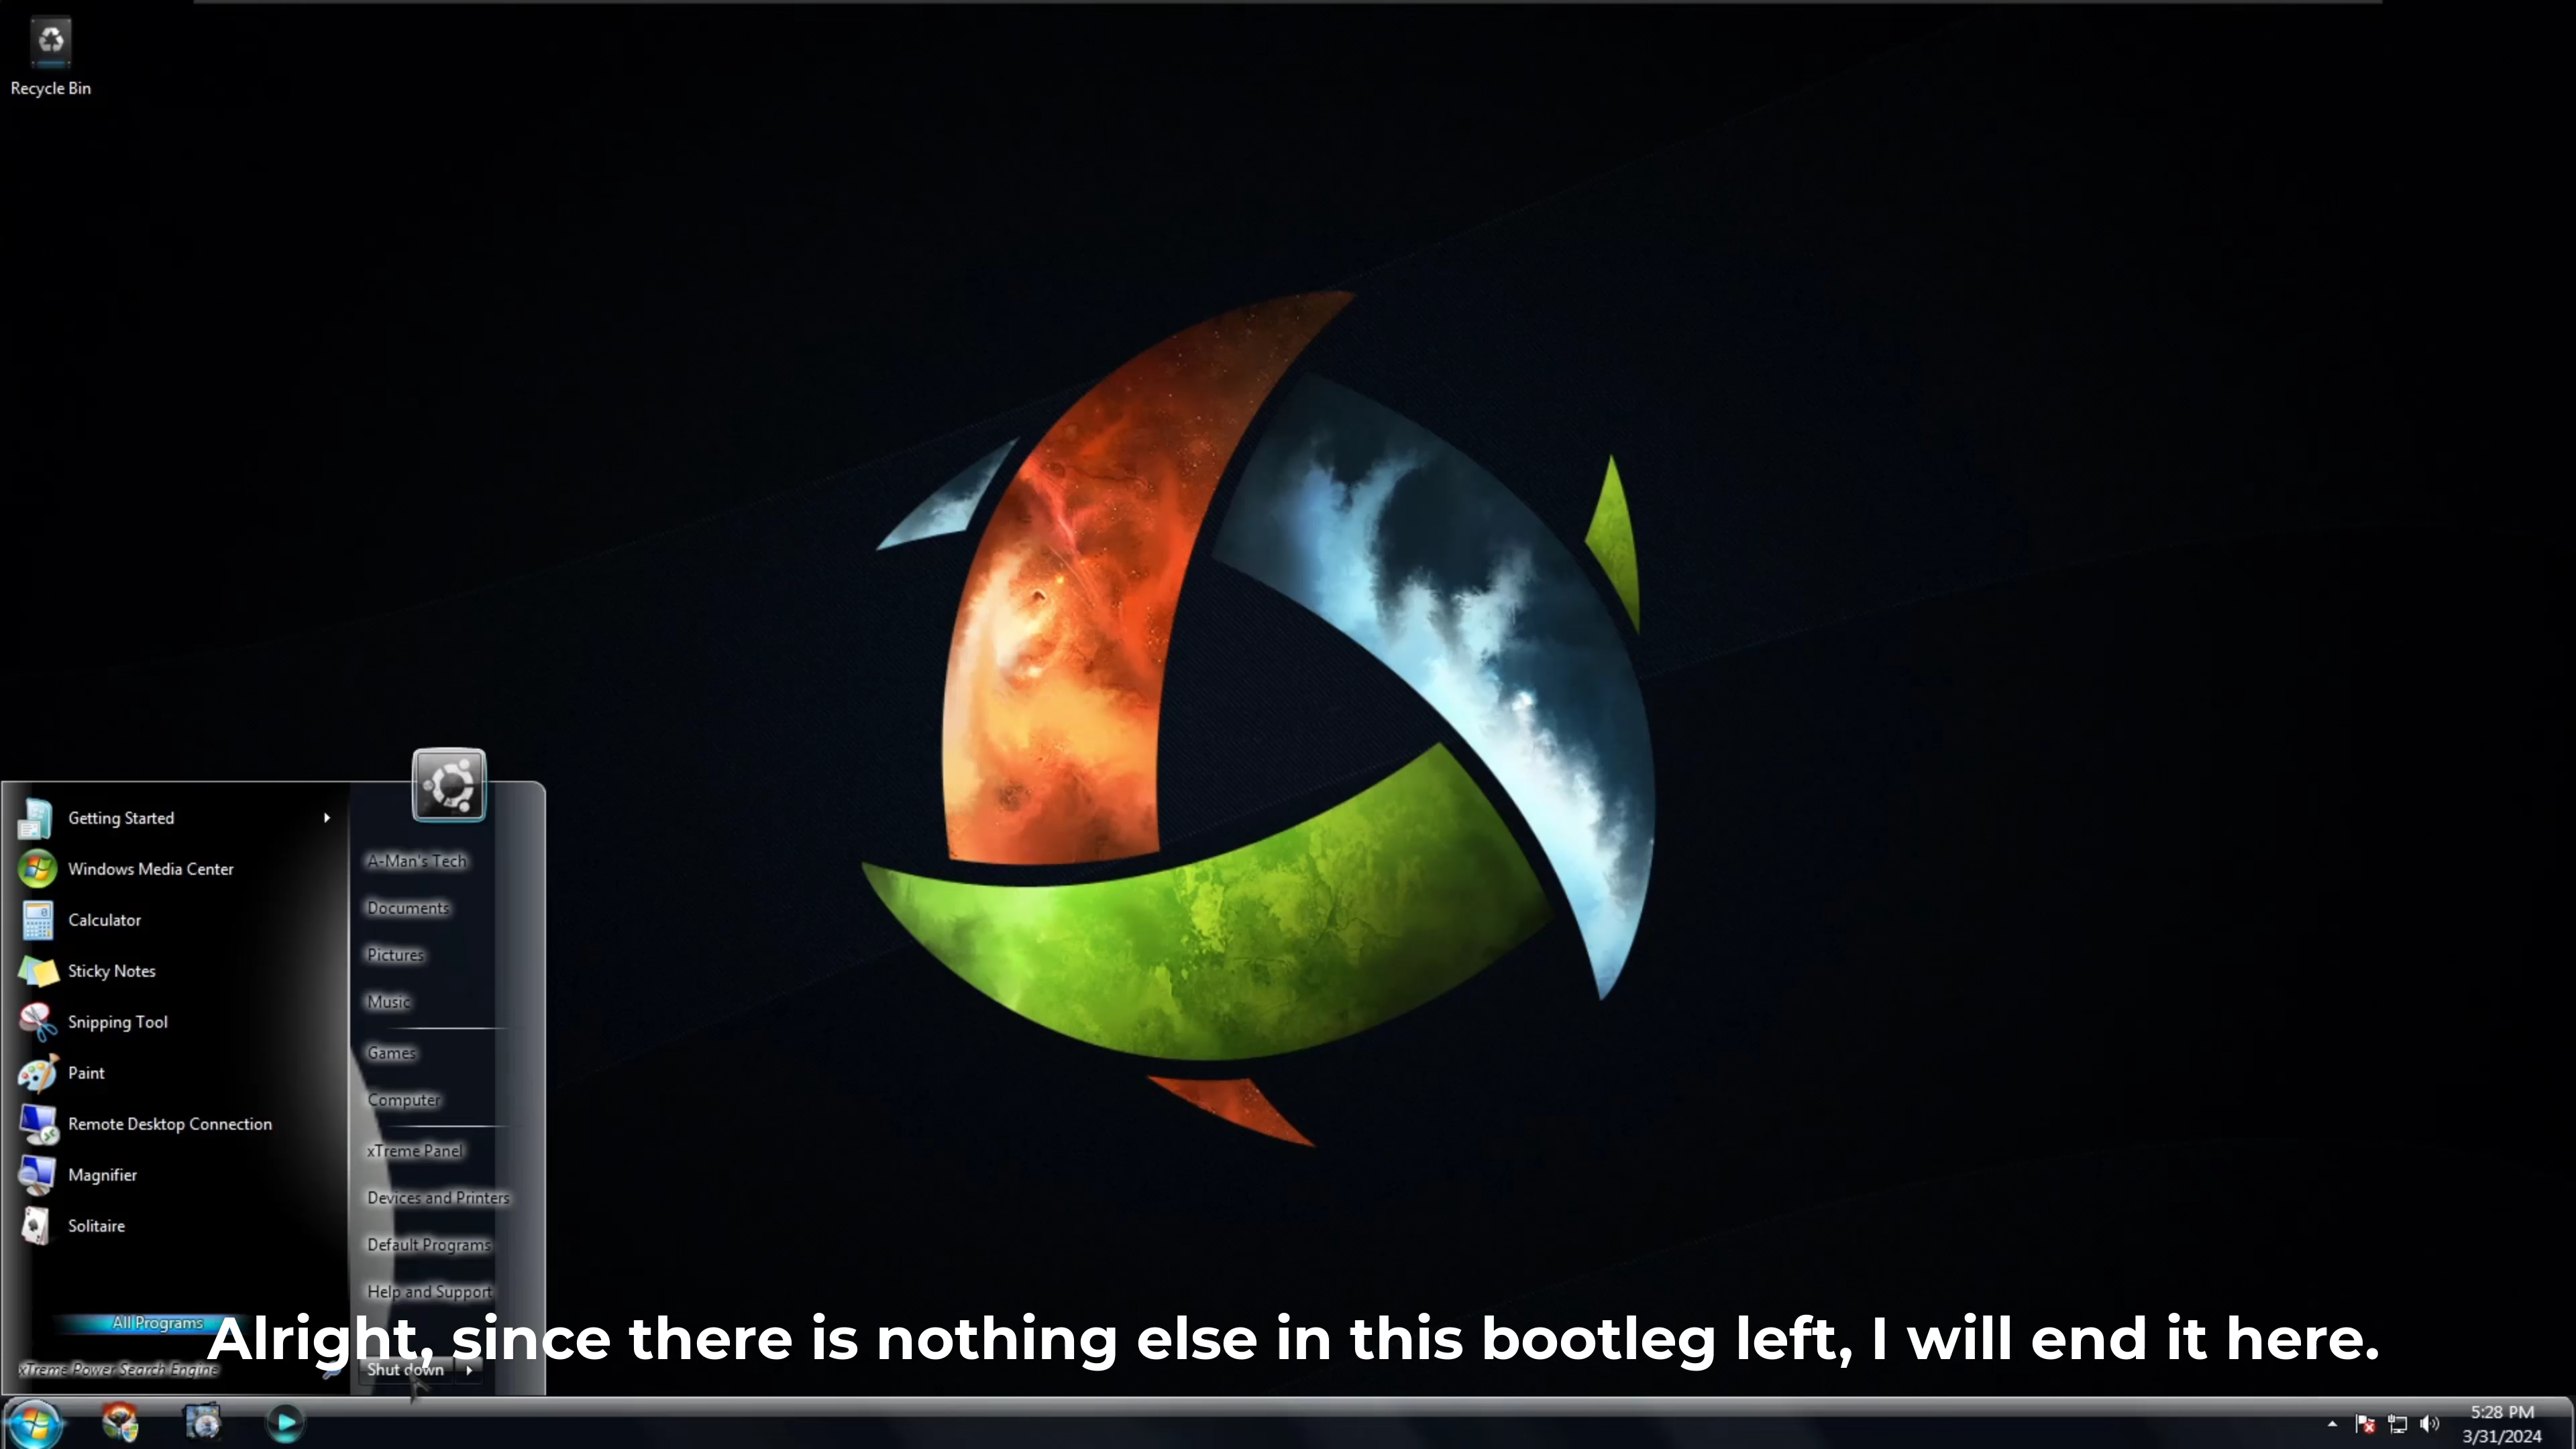 Recycle Bin
Getting Started
Windows Media Center
Calculator
Sticky Notes
Snipping Tool
Paint
Remote Desktop Connection
Magnifier
Solitaire
All Programs
xTreme Power Search Engine
A-Man's Tech
Documents
Pictures
Music
Games
Computer
xTreme Panel
Devices and Printers
Default Programs
Help and Support
Shut down
Alright, since there is nothing else in this bootleg left, I will end it here.
5:28 PM
3/31/2024